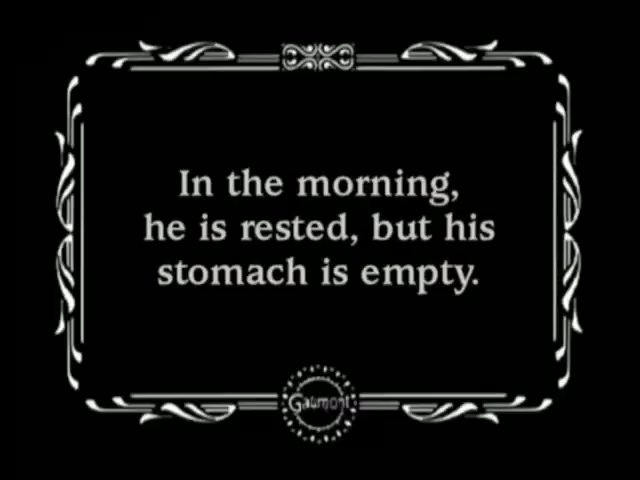 In the morning,
he is rested, but his
stomach is empty.
Gaumont